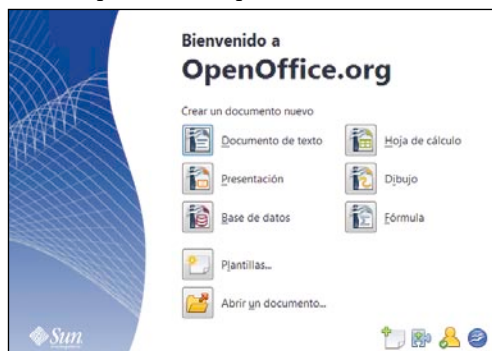 Bienvenido a
OpenOffice.org
Crear un documento nuevo
Documento de texto
Hoja de cálculo
Presentación
Dibujo
Base de datos
Fórmula
Plantillas...
Abrir un documento...
Sun